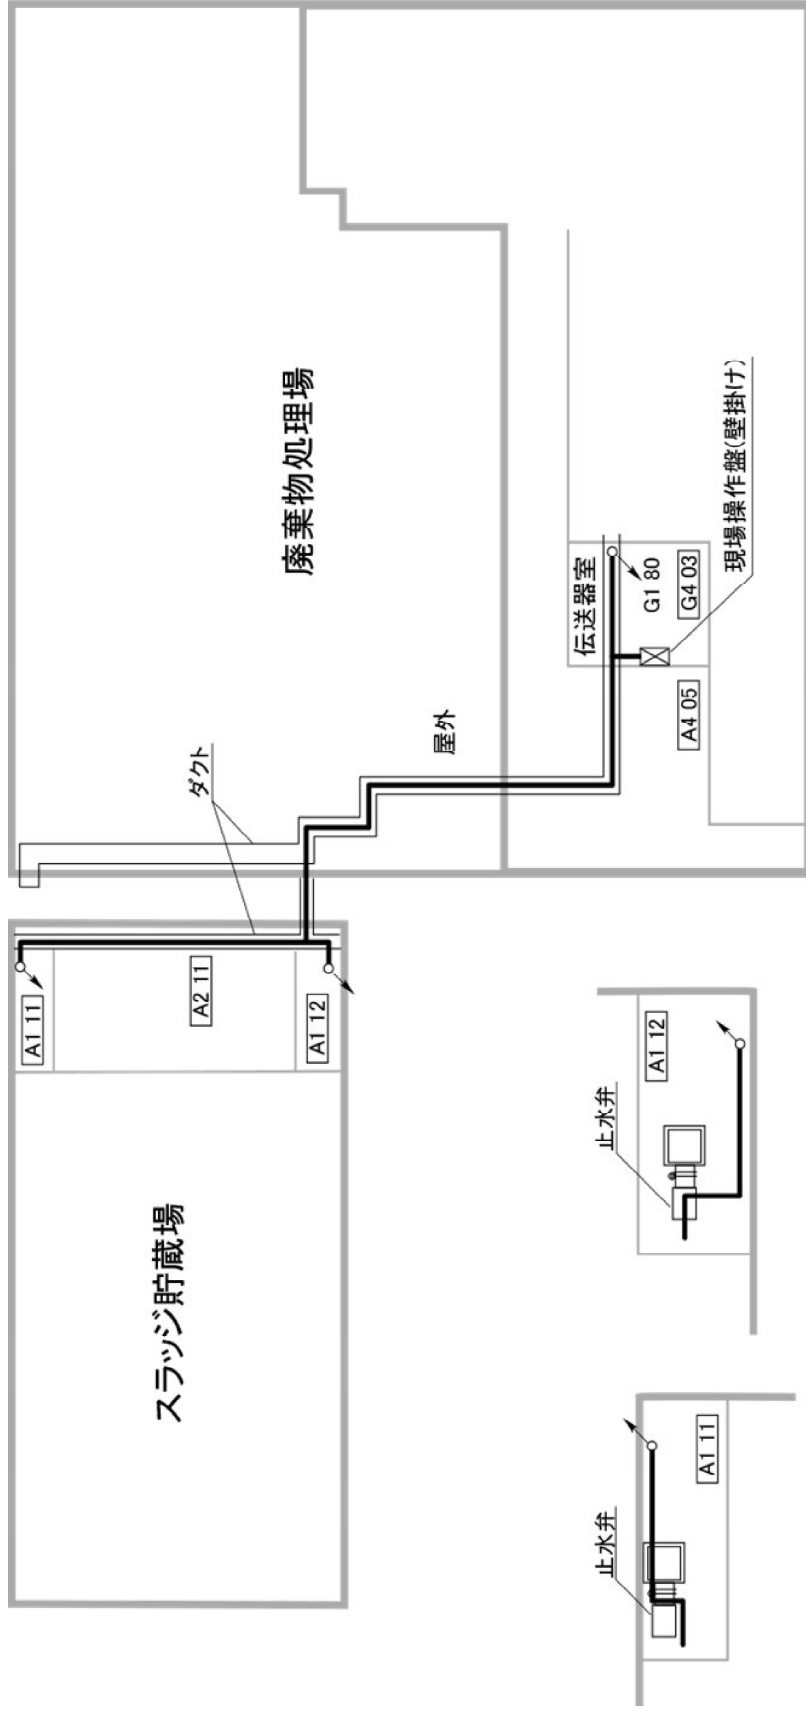 スラッジ貯蔵場
A1 11
A2 11
A1 12
ダクト
廃棄物処理場
屋外
伝送器室
G1 80
G4 03
A4 05
現場操作盤(壁掛け)
止水弁
A1 11
止水弁
A1 12